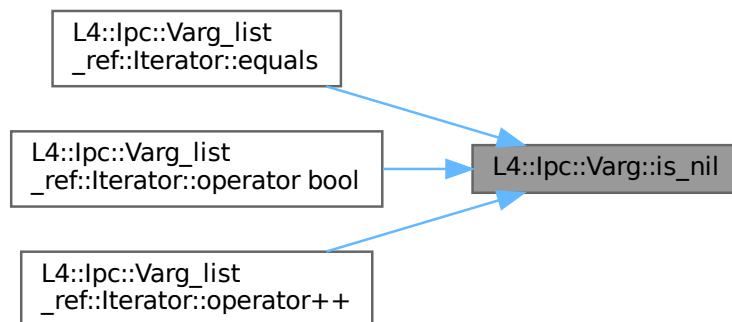 L4::Ipc::Varg_list
_ref::Iterator::equals
L4::Ipc::Varg_list
_ref::Iterator::operator bool
L4::Ipc::Varg::is_nil
L4::Ipc::Varg_list
_ref::Iterator::operator++